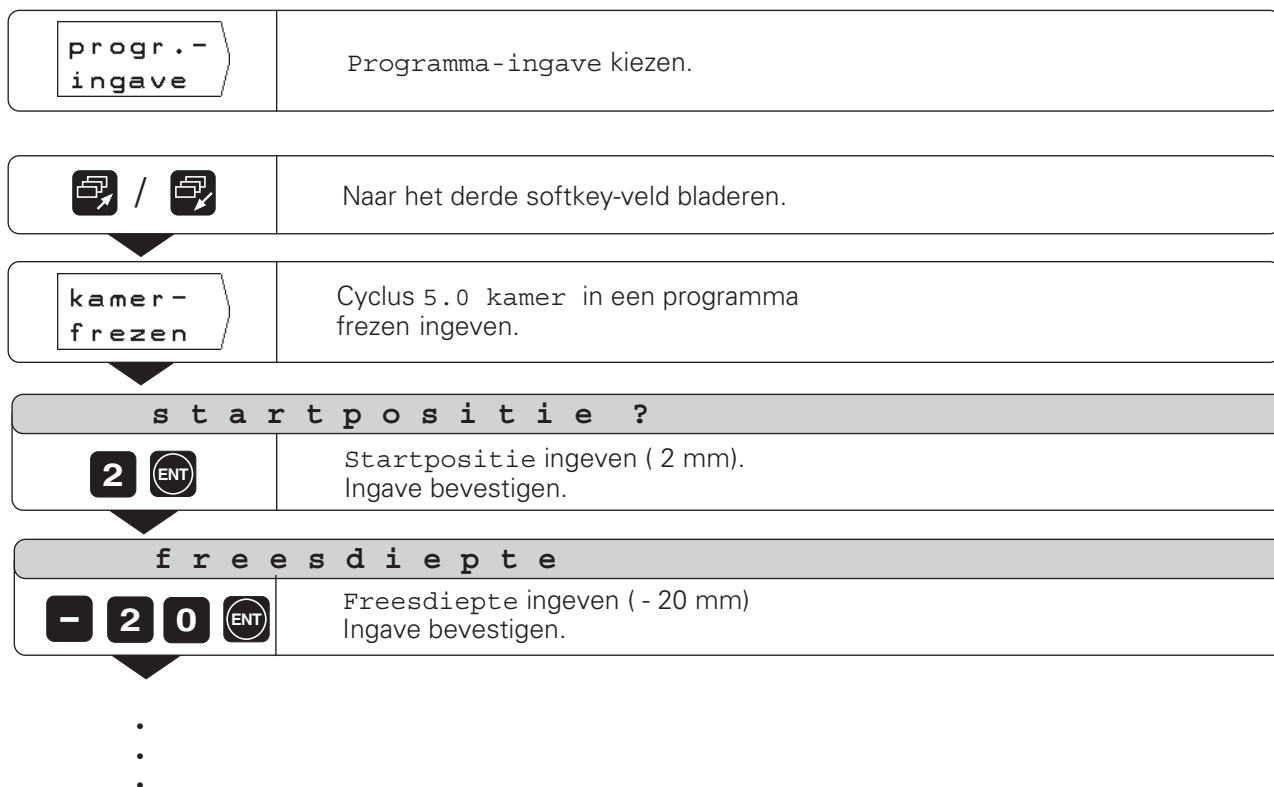 progr.-
ingave
Programma-ingave kiezen.
/
Naar het derde softkey-veld bladeren.
kamer-
frezen
Cyclus 5.0 kamer in een programma
frezen ingeven.
startpositie ?
2 ENT
Startpositie ingeven ( 2 mm).
Ingave bevestigen.
freesdiepte
- 2 0 ENT
Freesdiepte ingeven ( - 20 mm)
Ingave bevestigen.
.
.
.